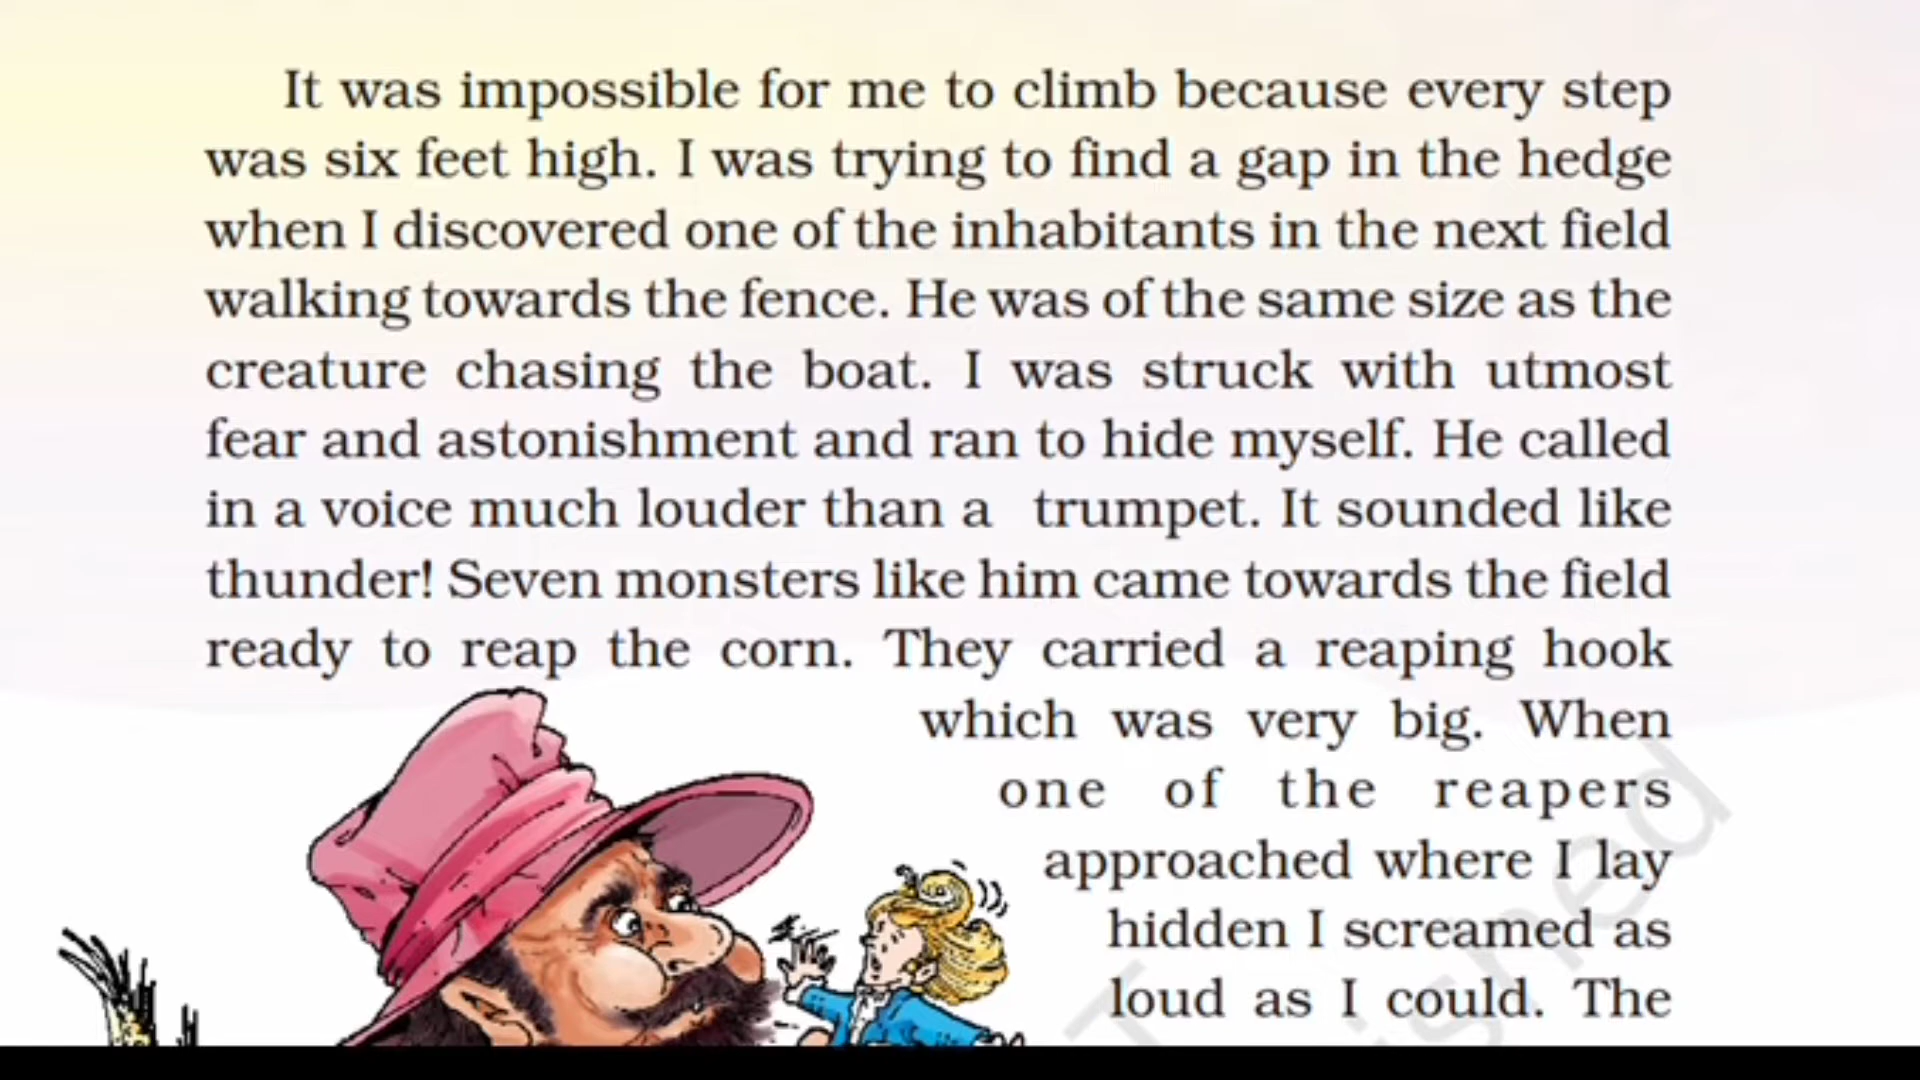 It was impossible for me to climb because every step
was six feet high. I was trying to find a gap in the hedge
when I discovered one of the inhabitants in the next field
walking towards the fence. He was of the same size as the
creature chasing the boat. I was struck with utmost
fear and astonishment and ran to hide myself. He called
in a voice much louder than a trumpet. It sounded like
thunder! Seven monsters like him came towards the field
ready to reap the corn. They carried a reaping hook
which was very big. When
one of the reapers
approached where I lay
hidden I screamed as
loud as I could. The